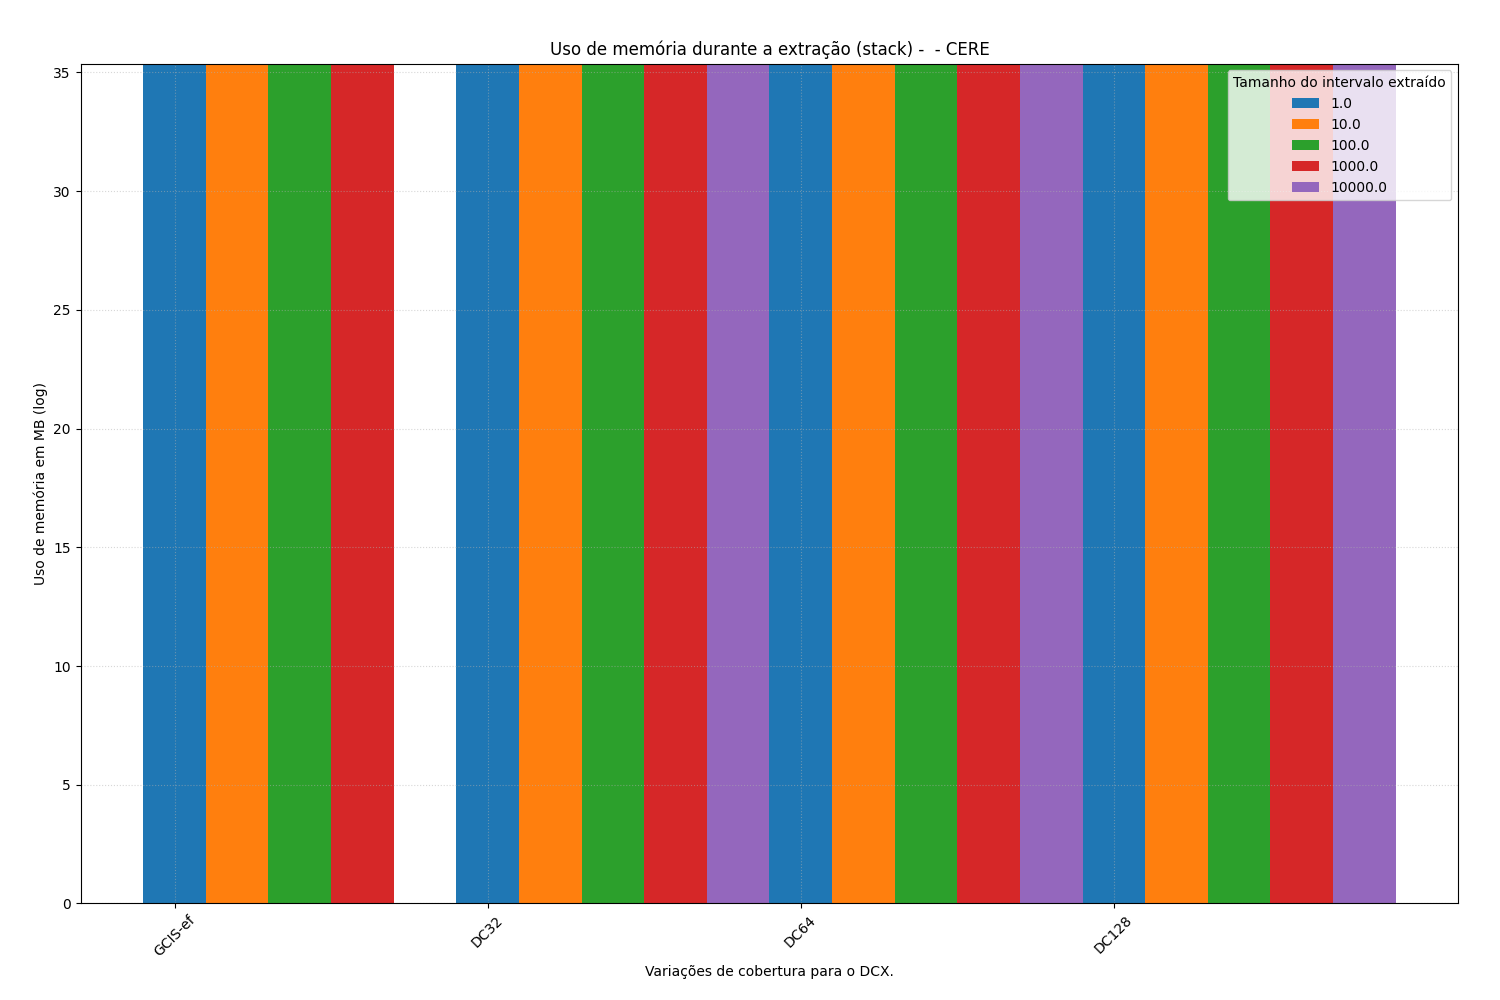 Uso de memória durante a extração (stack) -  - CERE
Uso de memória em MB (log)
35
30
25
20
15
10
5
0
Tamanho do intervalo extraído
1.0
10.0
100.0
1000.0
10000.0
GCIS-ef
DC32
DC64
DC128
Variações de cobertura para o DCX.